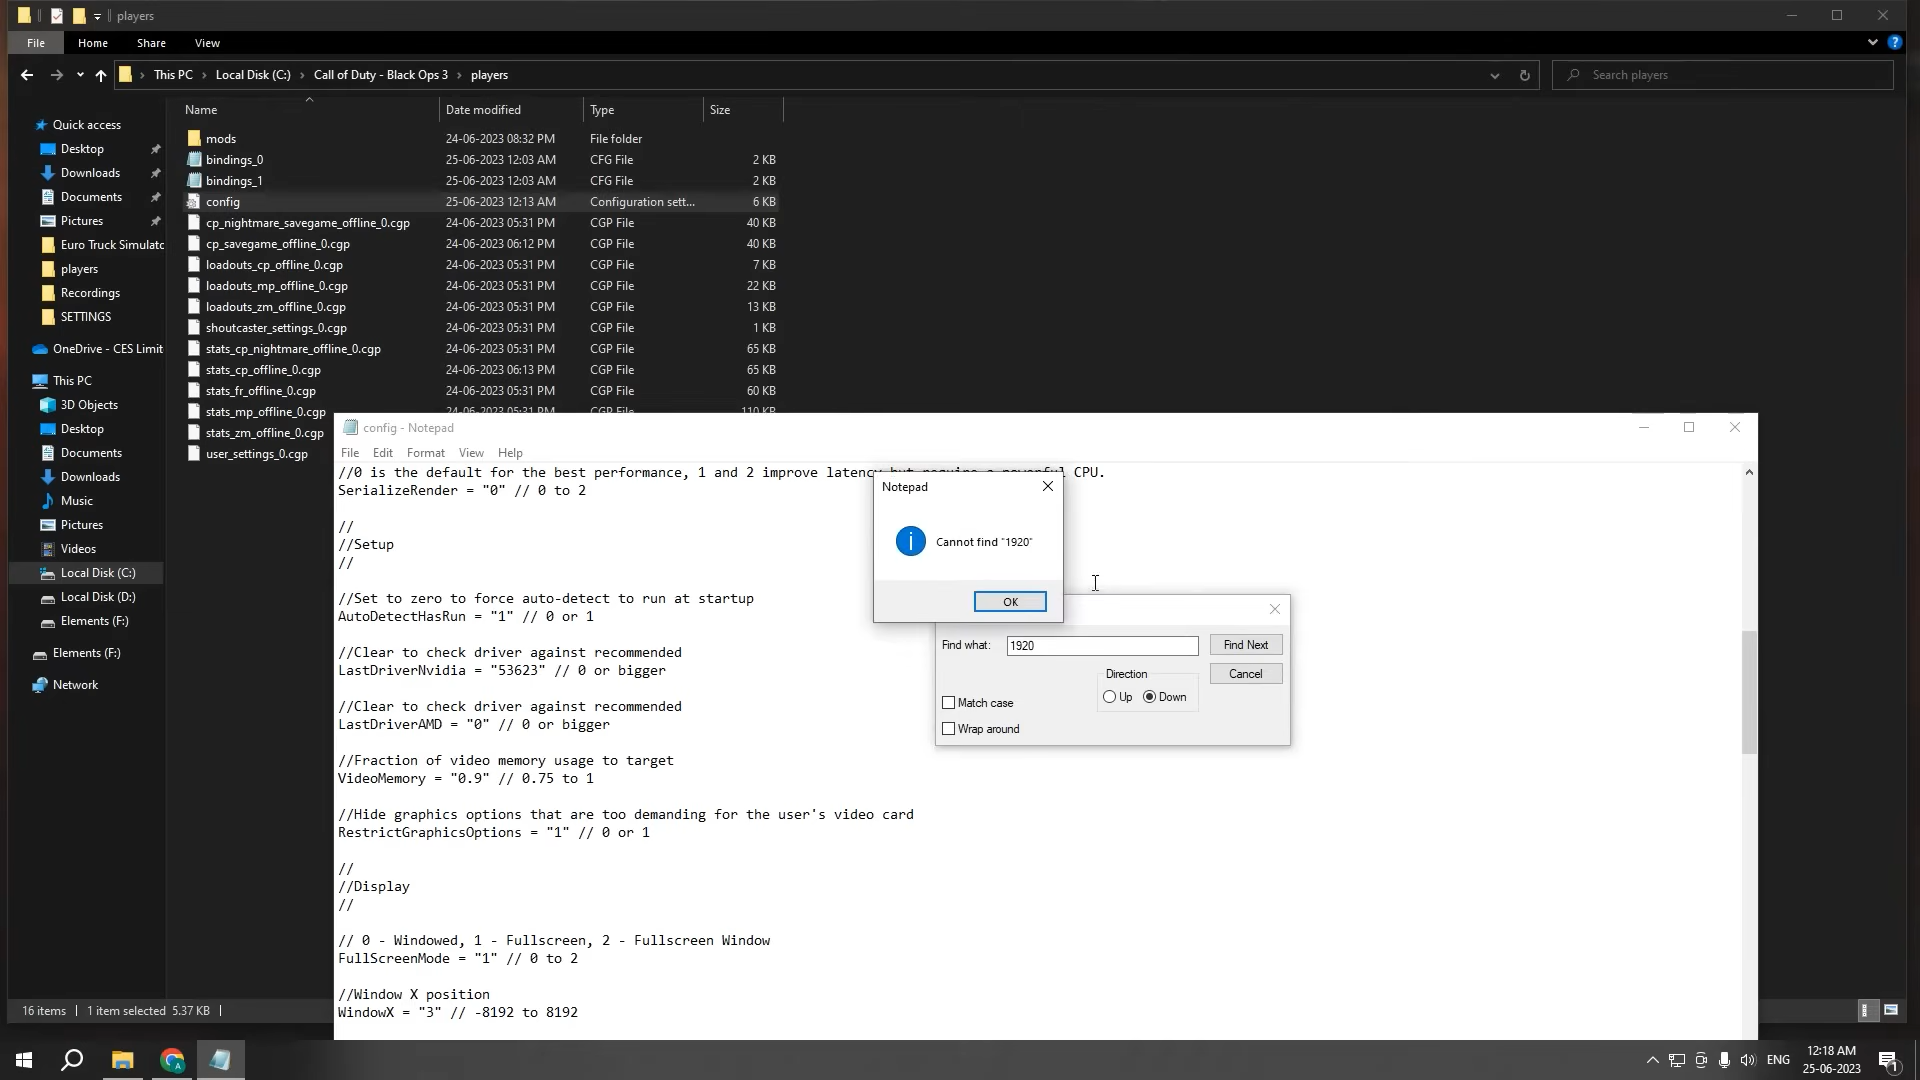 players
File
Home
Share
View
This PC
Local Disk (C:)
Call of Duty - Black Ops 3
players
Search players
Name
Date modified
Type
Size
Quick access
Desktop
Downloads
Documents
Pictures
Euro Truck Simulato
players
Recordings
SETTINGS
OneDrive - CES Limit
This PC
3D Objects
Desktop
Documents
Downloads
Music
Pictures
Videos
Local Disk (C:)
Local Disk (D:)
Elements (F:)
Elements (F:)
Network
mods 24-06-2023 08:32 PM File folder
bindings_0 25-06-2023 12:03 AM CFG File 2 KB
bindings_1 25-06-2023 12:03 AM CFG File 2 KB
config 25-06-2023 12:13 AM Configuration sett... 6 KB
cp_nightmare_savegame_offline_0.cgp 24-06-2023 05:31 PM CGP File 40 KB
cp_savegame_offline_0.cgp 24-06-2023 06:12 PM CGP File 40 KB
loadouts_cp_offline_0.cgp 24-06-2023 05:31 PM CGP File 7 KB
loadouts_mp_offline_0.cgp 24-06-2023 05:31 PM CGP File 22 KB
loadouts_zm_offline_0.cgp 24-06-2023 05:31 PM CGP File 13 KB
shoutcaster_settings_0.cgp 24-06-2023 05:31 PM CGP File 1 KB
stats_cp_nightmare_offline_0.cgp 24-06-2023 05:31 PM CGP File 65 KB
stats_cp_offline_0.cgp 24-06-2023 06:13 PM CGP File 65 KB
stats_fr_offline_0.cgp 24-06-2023 05:31 PM CGP File 60 KB
stats_mp_offline_0.cgp 24-06-2023 05:31 PM CGP File 110 KB
stats_zm_offline_0.cgp
user_settings_0.cgp
16 items
1 item selected 5.37 KB
config - Notepad
File Edit Format View Help
//0 is the default for the best performance, 1 and 2 improve latency but require a powerful CPU.
SerializeRender = "0" // 0 to 2
//
//Setup
//
//Set to zero to force auto-detect to run at startup
AutoDetectHasRun = "1" // 0 or 1
//Clear to check driver against recommended
LastDriverNvidia = "53623" // 0 or bigger
//Clear to check driver against recommended
LastDriverAMD = "0" // 0 or bigger
//Fraction of video memory usage to target
VideoMemory = "0.9" // 0.75 to 1
//Hide graphics options that are too demanding for the user's video card
RestrictGraphicsOptions = "1" // 0 or 1
//
//Display
//
// 0 - Windowed, 1 - Fullscreen, 2 - Fullscreen Window
FullScreenMode = "1" // 0 to 2
//Window X position
WindowX = "3" // -8192 to 8192
Notepad
Cannot find "1920"
OK
Find what:
1920
Find Next
Direction
Cancel
Up
Down
Match case
Wrap around
ENG
12:18 AM
25-06-2023
1